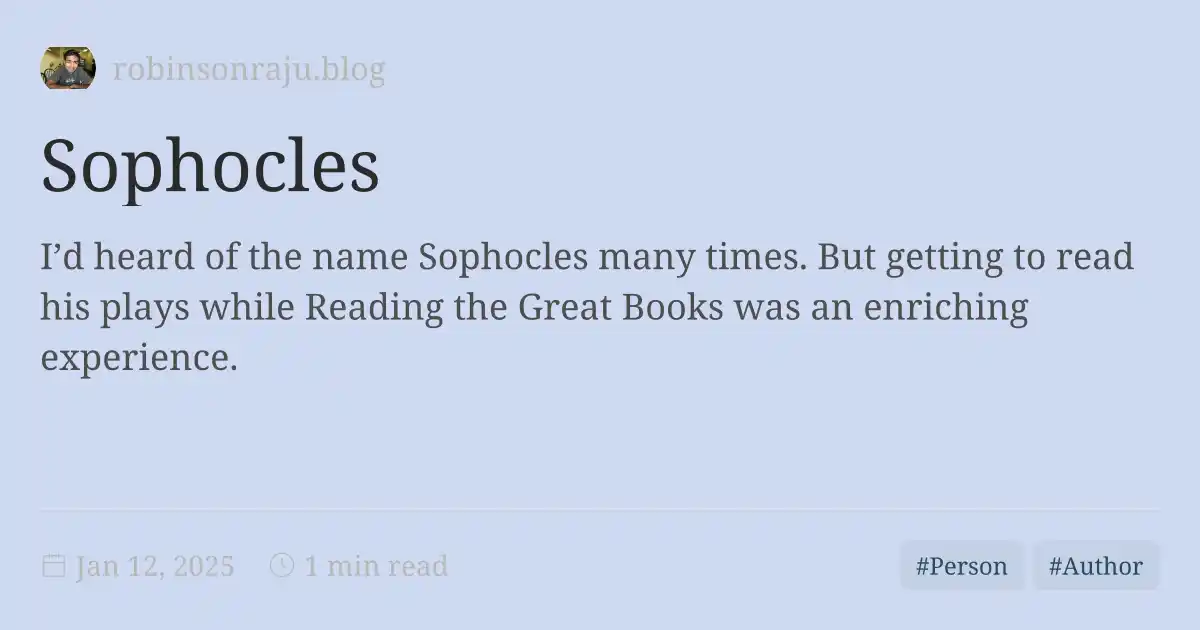 robinsonraju.blog
Sophocles
I’d heard of the name Sophocles many times. But getting to read
his plays while Reading the Great Books was an enriching
experience.
Jan 12, 2025 1 min read #Person #Author